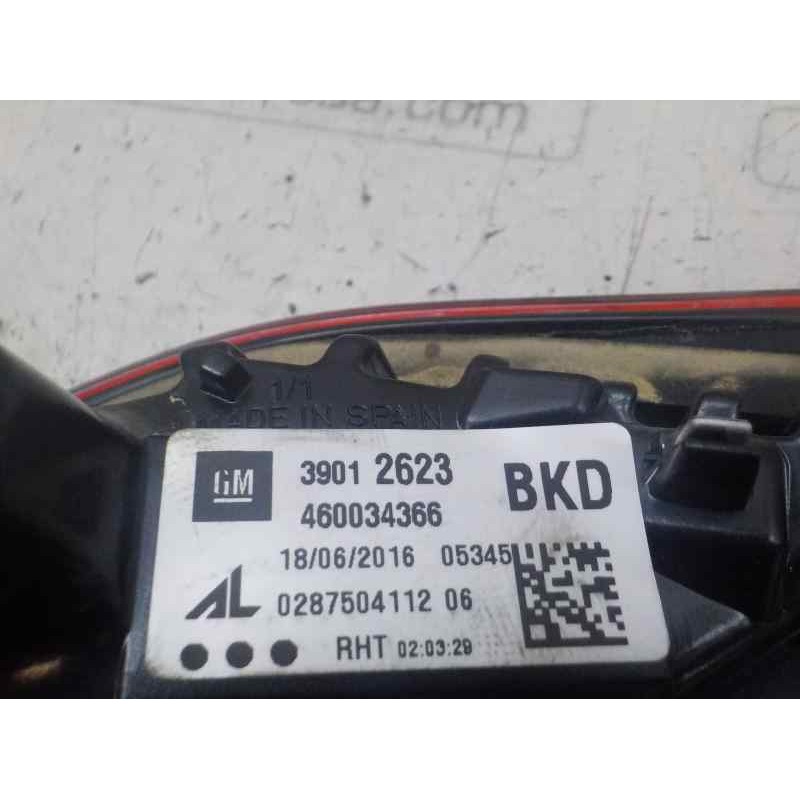 .com
1/1
MADE IN SPAIN
GM 3901 2623 BKD
460034366
18/06/2016 05345
AL 0287504112 06
RHT 02:03:29